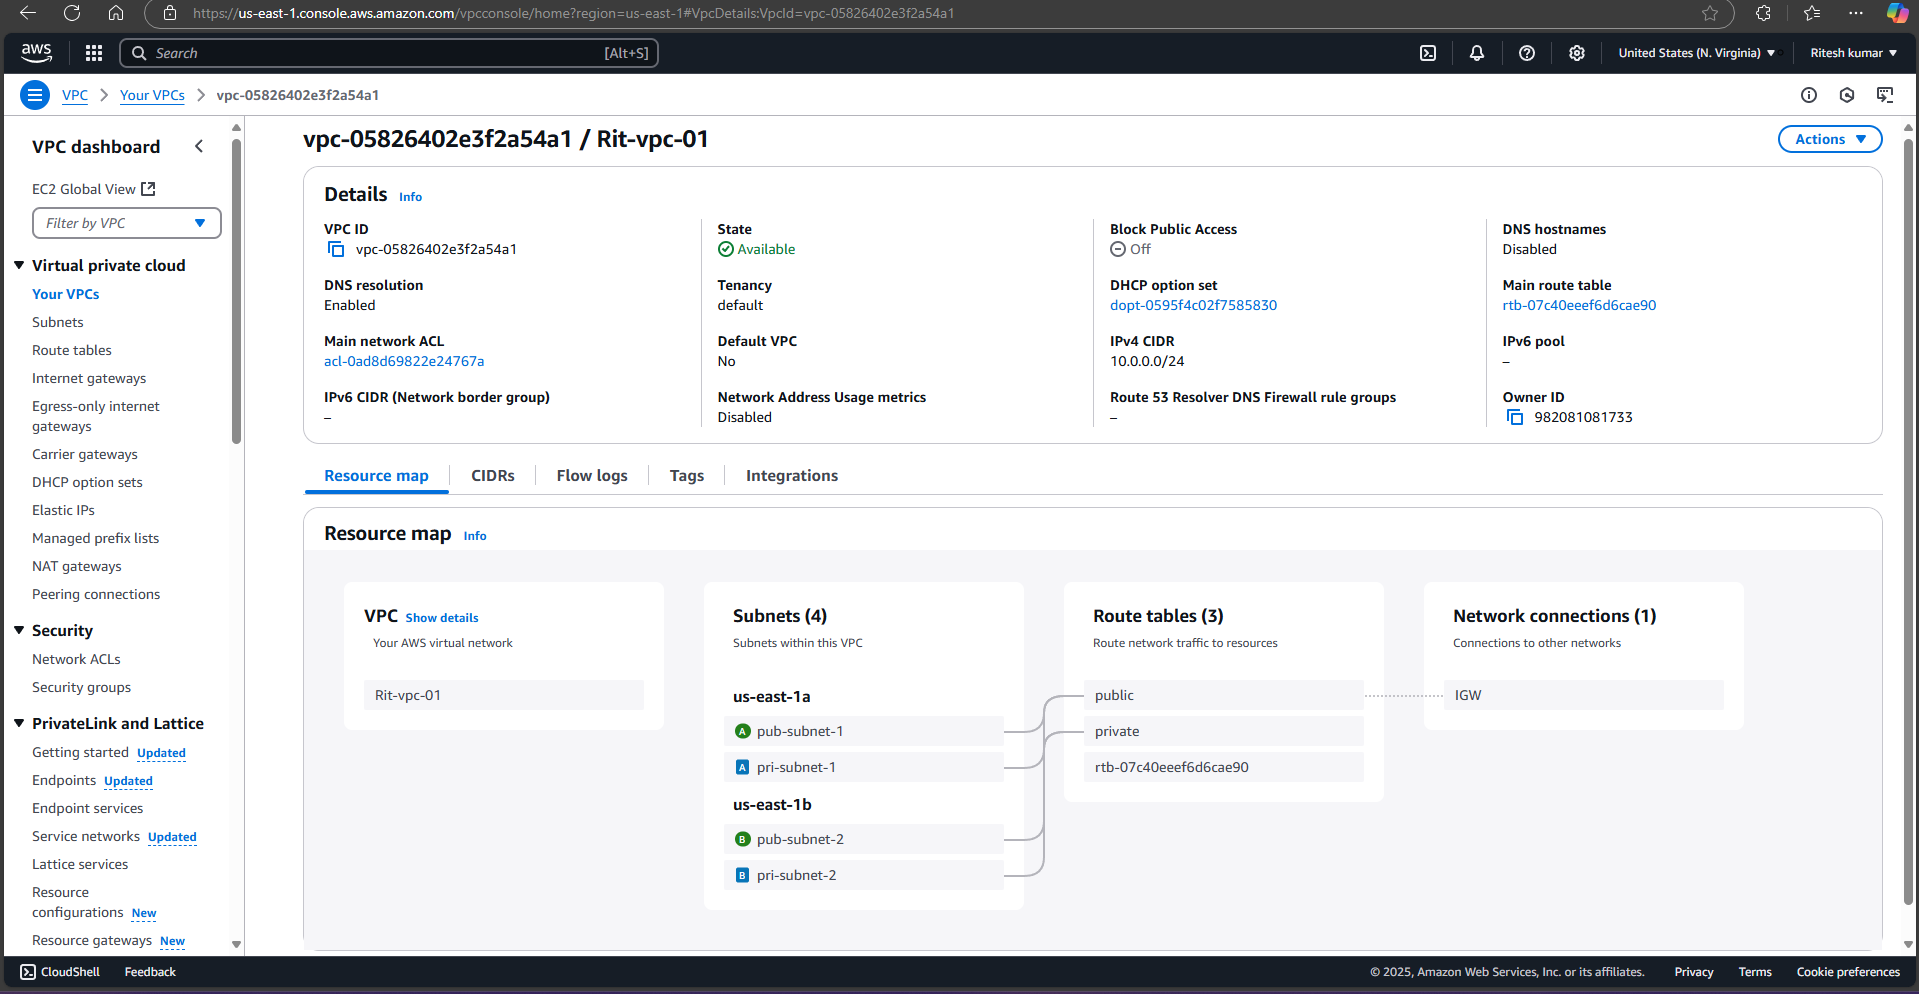 https://us-east-1.console.aws.amazon.com/vpcconsole/home?region=us-east-1#VpcDetails:VpcId=vpc-05826402e3f2a54a1
aws
Search
[Alt+S]
United States (N. Virginia)
Ritesh kumar
VPC
Your VPCs
vpc-05826402e3f2a54a1
VPC dashboard
EC2 Global View
Filter by VPC
Virtual private cloud
Your VPCs
Subnets
Route tables
Internet gateways
Egress-only internet
gateways
Carrier gateways
DHCP option sets
Elastic IPs
Managed prefix lists
NAT gateways
Peering connections
Security
Network ACLs
Security groups
PrivateLink and Lattice
Getting started Updated
Endpoints Updated
Endpoint services
Service networks Updated
Lattice services
Resource
configurations New
Resource gateways New
vpc-05826402e3f2a54a1 / Rit-vpc-01
Actions
Details Info
VPC ID
vpc-05826402e3f2a54a1
State
Available
Block Public Access
Off
DNS hostnames
Disabled
DNS resolution
Enabled
Tenancy
default
DHCP option set
dopt-0595f4c02f7585830
Main route table
rtb-07c40eeef6d6cae90
Main network ACL
acl-0ad8d69822e24767a
Default VPC
No
IPv4 CIDR
10.0.0.0/24
IPv6 pool
–
IPv6 CIDR (Network border group)
–
Network Address Usage metrics
Disabled
Route 53 Resolver DNS Firewall rule groups
–
Owner ID
982081081733
Resource map
CIDRs
Flow logs
Tags
Integrations
Resource map Info
VPC Show details
Your AWS virtual network
Rit-vpc-01
Subnets (4)
Subnets within this VPC
us-east-1a
A pub-subnet-1
A pri-subnet-1
us-east-1b
B pub-subnet-2
B pri-subnet-2
Route tables (3)
Route network traffic to resources
public
private
rtb-07c40eeef6d6cae90
Network connections (1)
Connections to other networks
IGW
CloudShell
Feedback
© 2025, Amazon Web Services, Inc. or its affiliates.
Privacy
Terms
Cookie preferences